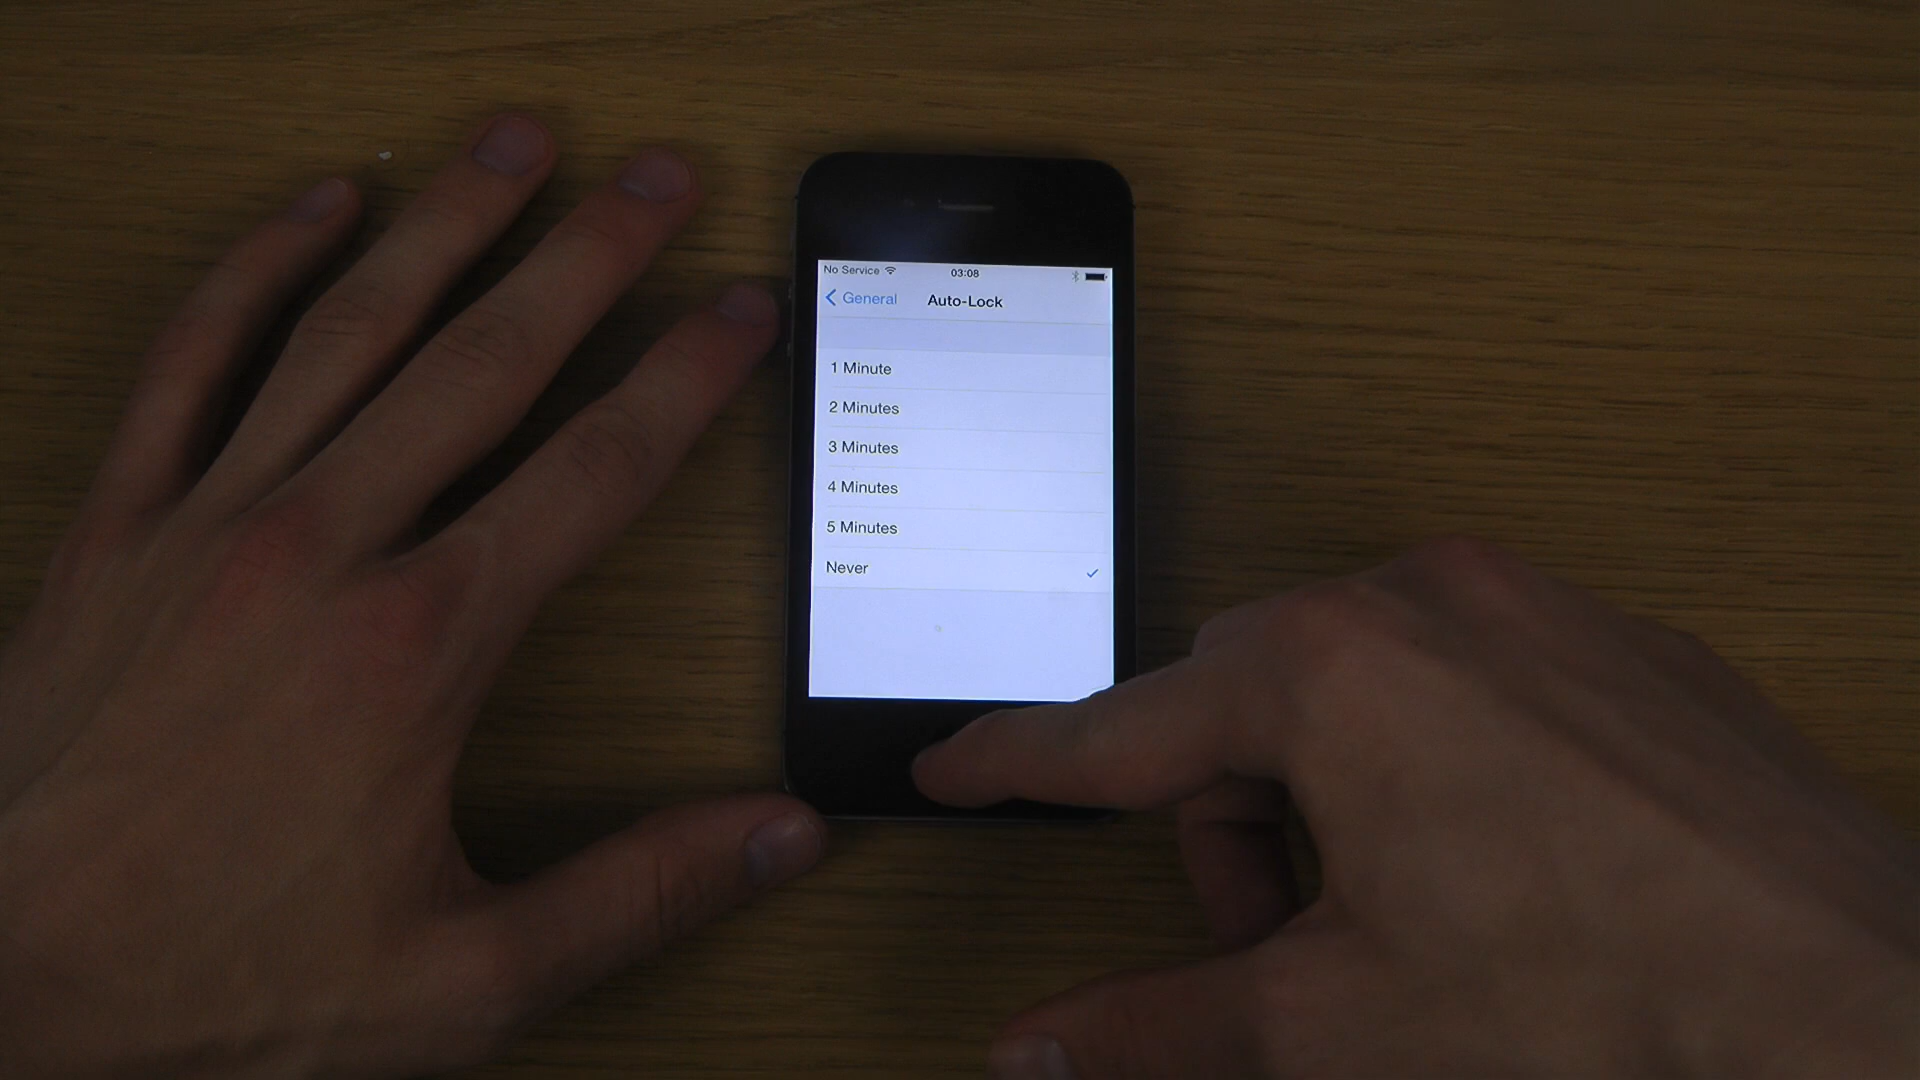 No Service 03:08
General Auto-Lock
1 Minute
2 Minutes
3 Minutes
4 Minutes
5 Minutes
Never